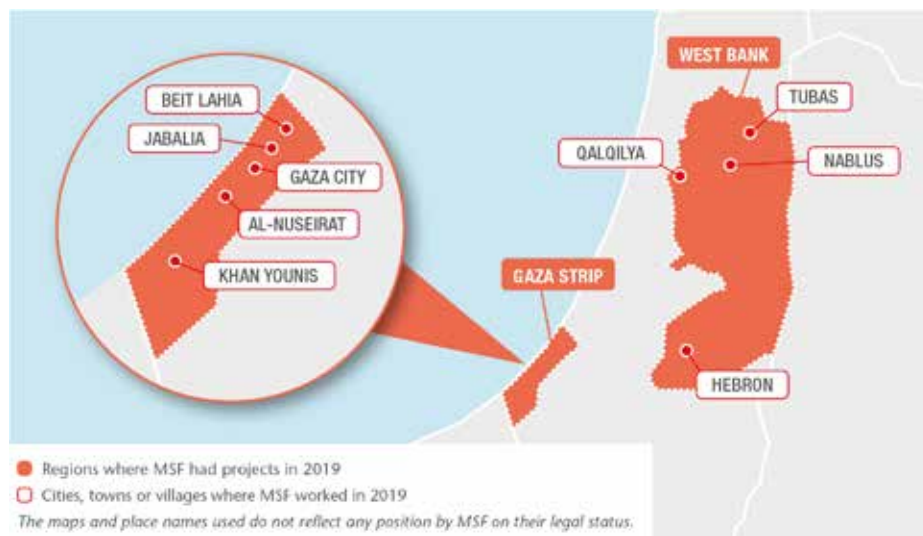 WEST BANK
BEIT LAHIA
TUBAS
JABALIA
QALQILYA
NABLUS
GAZA CITY
AL-NUSEIRAT
KHAN YOUNIS
GAZA STRIP
HEBRON
Regions where MSF had projects in 2019
Cities, towns or villages where MSF worked in 2019
The maps and place names used do not reflect any position by MSF on their legal status.